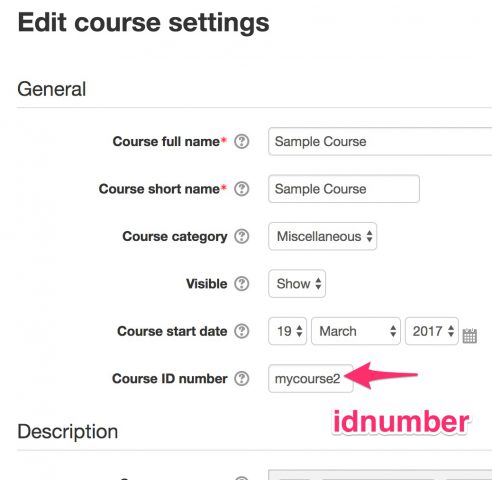 Edit course settings
General
Course full name* Sample Course
Course short name* Sample Course
Course category Miscellaneous
Visible Show
Course start date 19 March 2017
Course ID number mycourse2
idnumber
Description